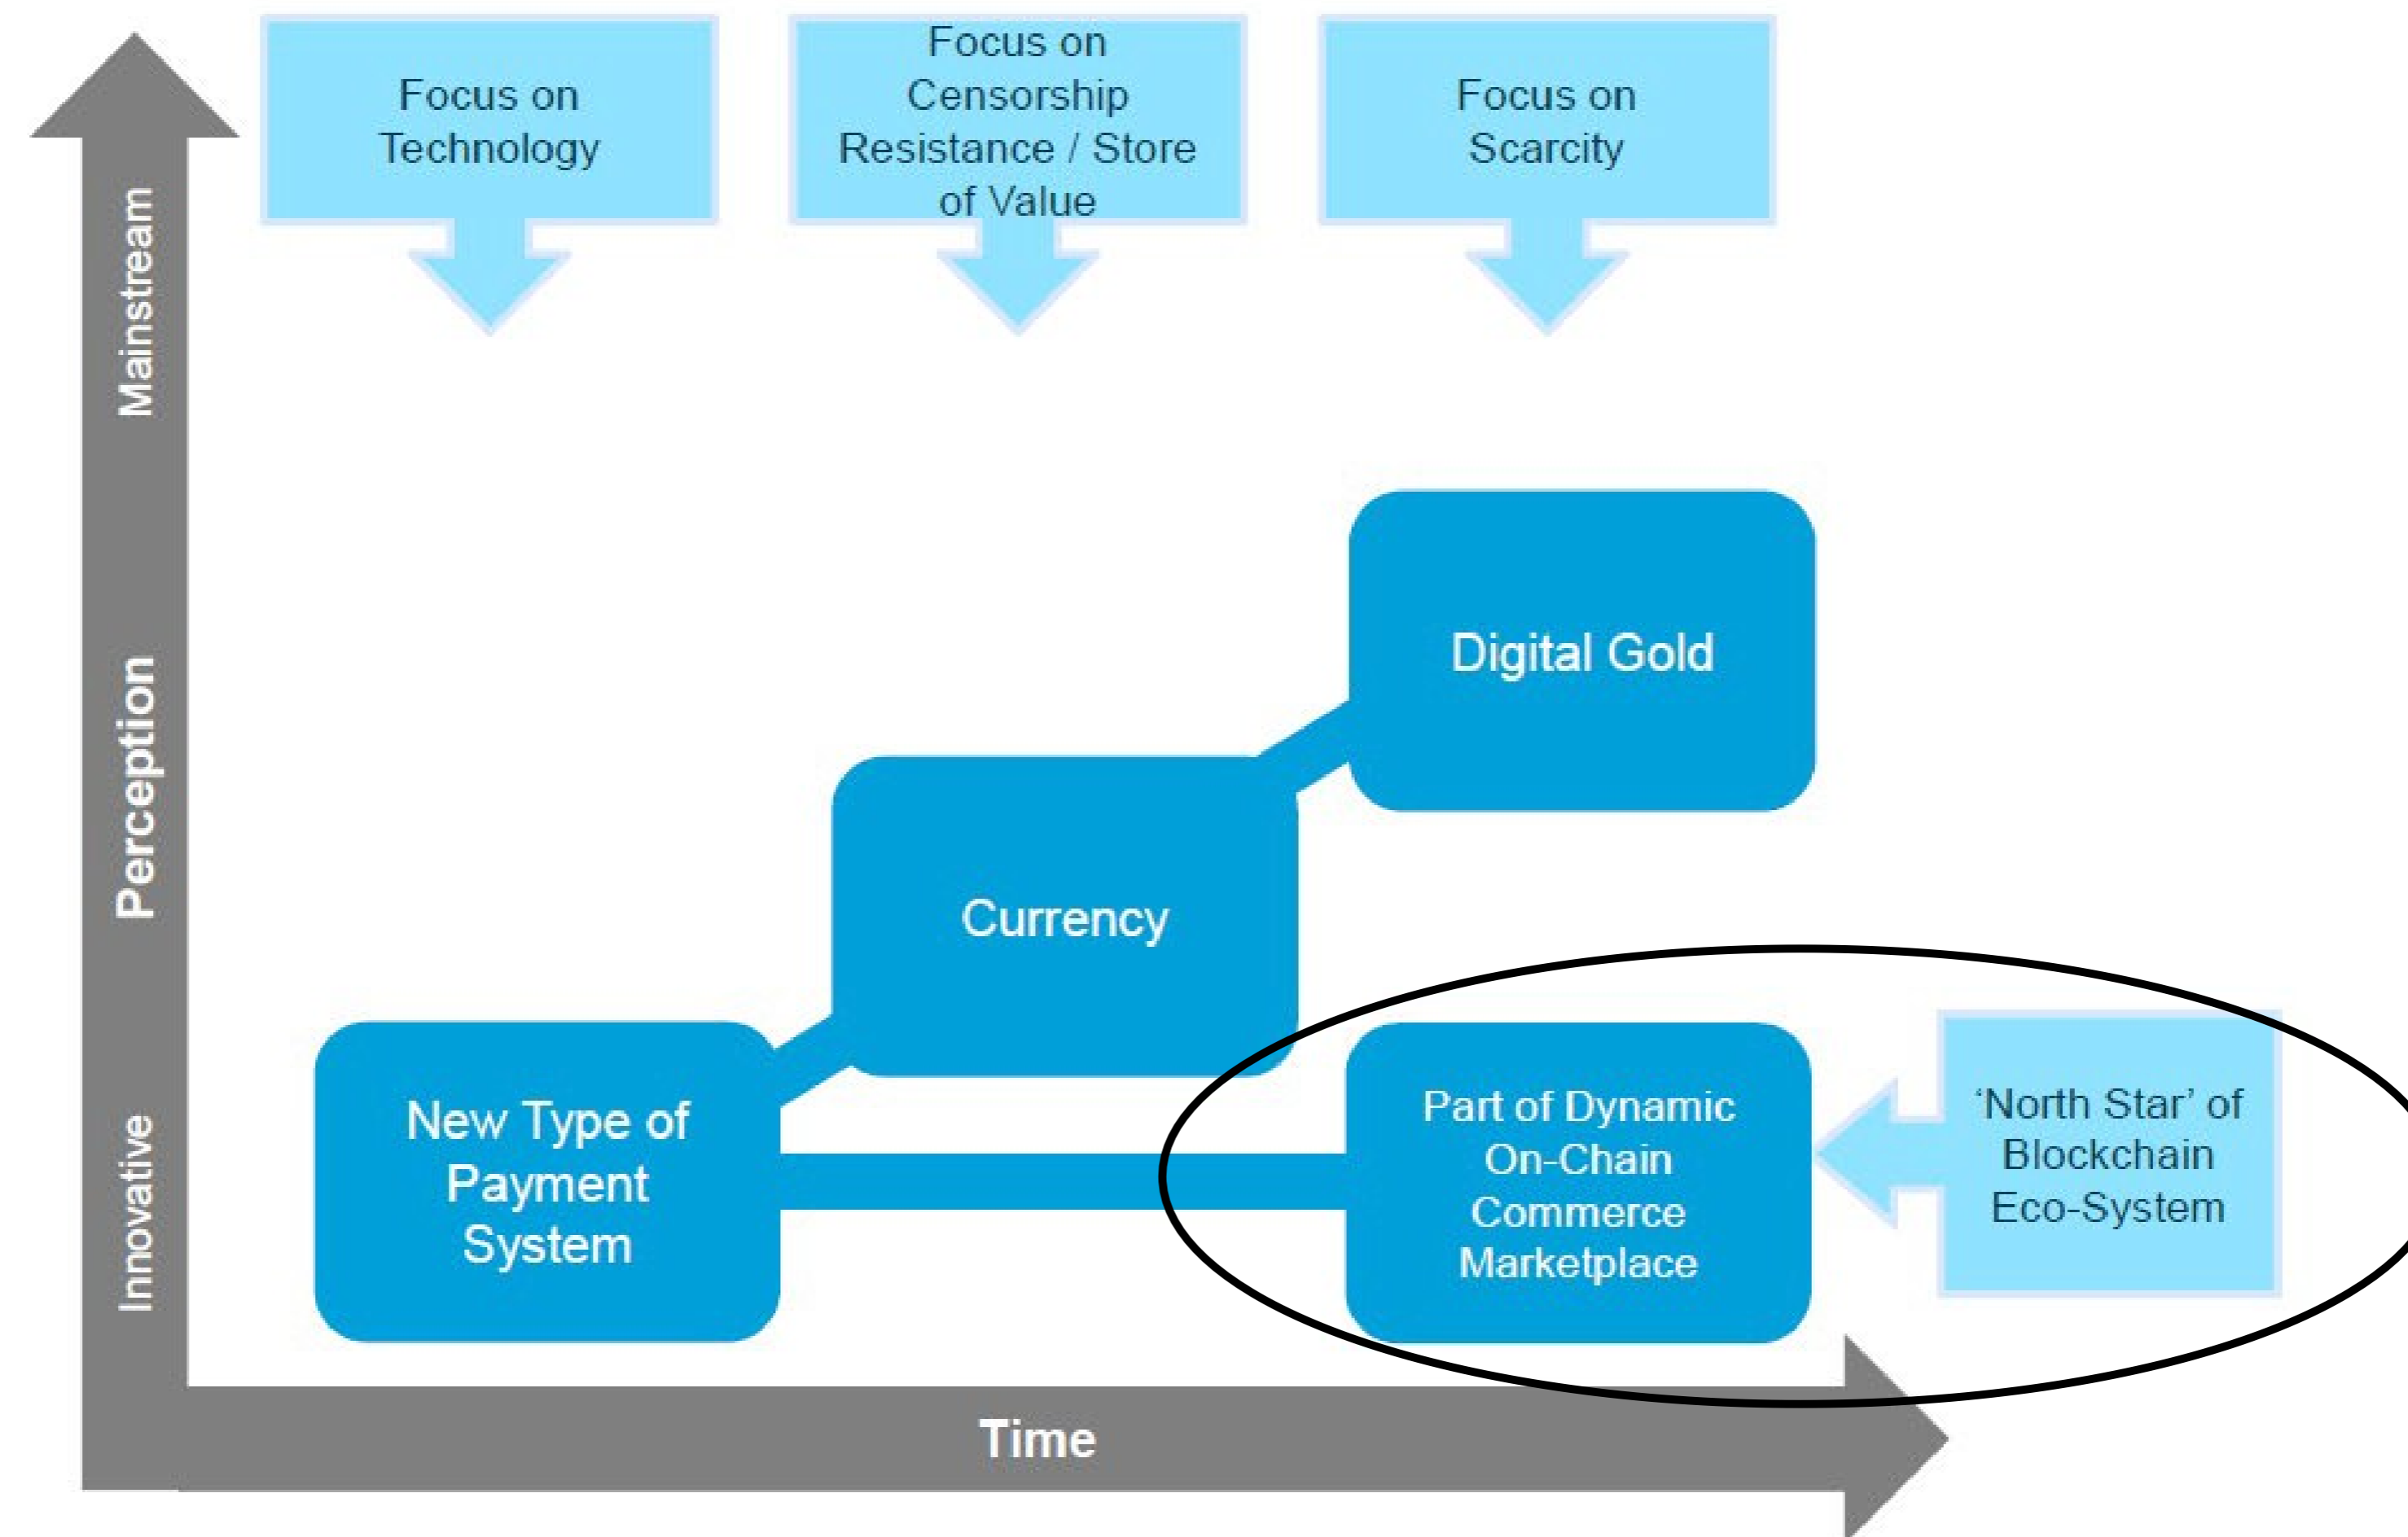 Focus on
Technology
Focus on
Censorship
Resistance / Store
of Value
Focus on
Scarcity
Mainstream
Perception
Innovative
Digital Gold
Currency
New Type of
Payment
System
Part of Dynamic
On-Chain
Commerce
Marketplace
‘North Star’ of
Blockchain
Eco-System
Time